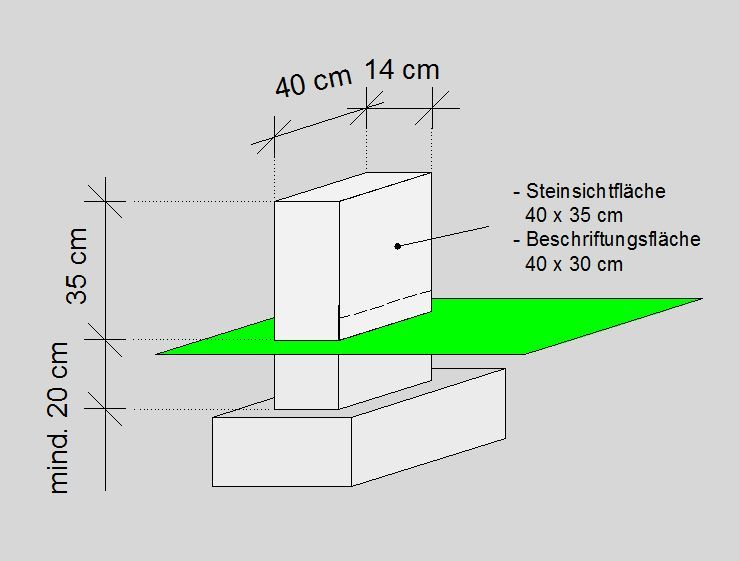 40 cm
14 cm
- Steinsichtfläche
40 x 35 cm
- Beschriftungsfläche
40 x 30 cm
35 cm
mind. 20 cm